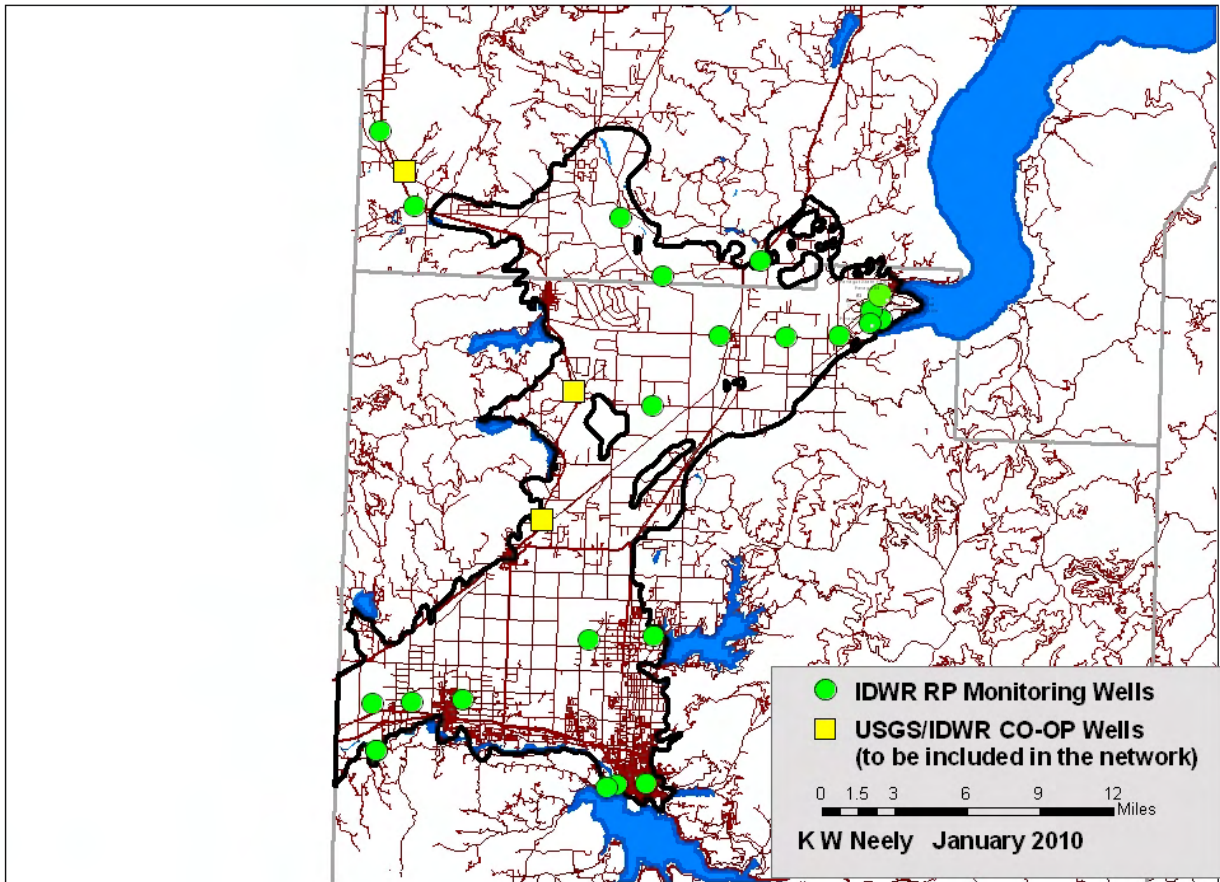 IDWR RP Monitoring Wells
USGS/IDWR CO-OP Wells
(to be included in the network)
0 1.5 3 6 9 12
Miles
K W Neely January 2010